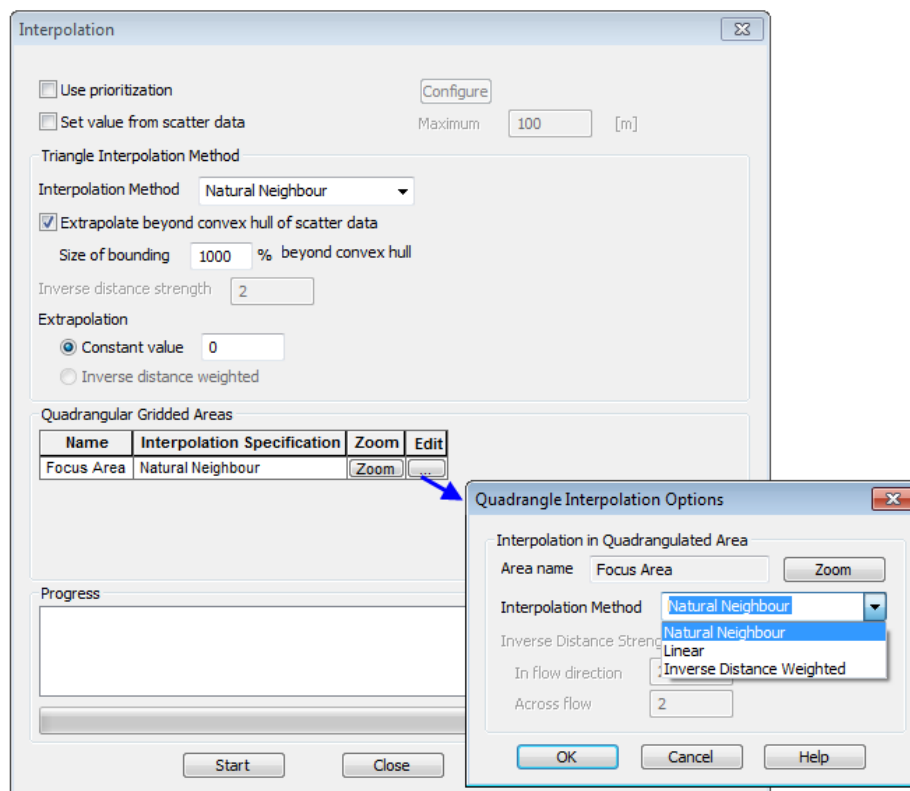 Interpolation
Use prioritization
Configure
Set value from scatter data
Maximum 100 [m]
Triangle Interpolation Method
Interpolation Method Natural Neighbour
Extrapolate beyond convex hull of scatter data
Size of bounding 1000 % beyond convex hull
Inverse distance strength 2
Extrapolation
Constant value 0
Inverse distance weighted
Quadrangular Gridded Areas
Name Interpolation Specification Zoom Edit
Focus Area Natural Neighbour Zoom ...
Progress
Start Close
Quadrangle Interpolation Options
Interpolation in Quadrangulated Area
Area name Focus Area Zoom
Interpolation Method Natural Neighbour
Natural Neighbour
Linear
Inverse Distance Weighted
Inverse Distance
In flow direction
Across flow 2
OK Cancel Help